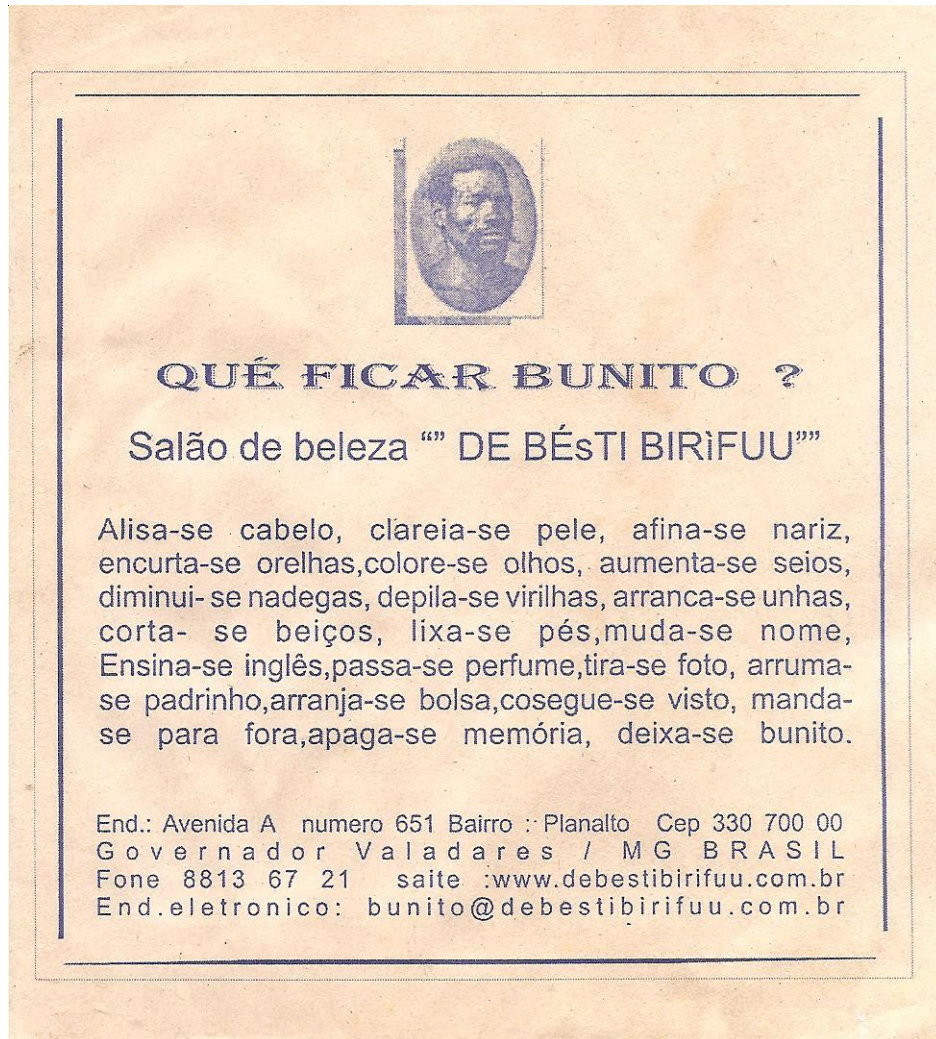 QUÉ FICAR BUNITO ?
Salão de beleza “” DE BÉsTI BIRìFUU””
Alisa-se cabelo, clareia-se pele, afina-se nariz,
encurta-se orelhas,colore-se olhos, aumenta-se seios,
diminui- se nadegas, depila-se virilhas, arranca-se unhas,
corta- se beiços, lixa-se pés,muda-se nome,
Ensina-se inglês,passa-se perfume,tira-se foto, arruma-
se padrinho,arranja-se bolsa,cosegue-se visto, manda-
se para fora,apaga-se memória, deixa-se bunito.
End.: Avenida A numero 651 Bairro : Planalto Cep 330 700 00
Governador Valadares / MG BRASIL
Fone 8813 67 21 saite :www.debestibirifuu.com.br
End.eletronico: bunito@debestibirifuu.com.br